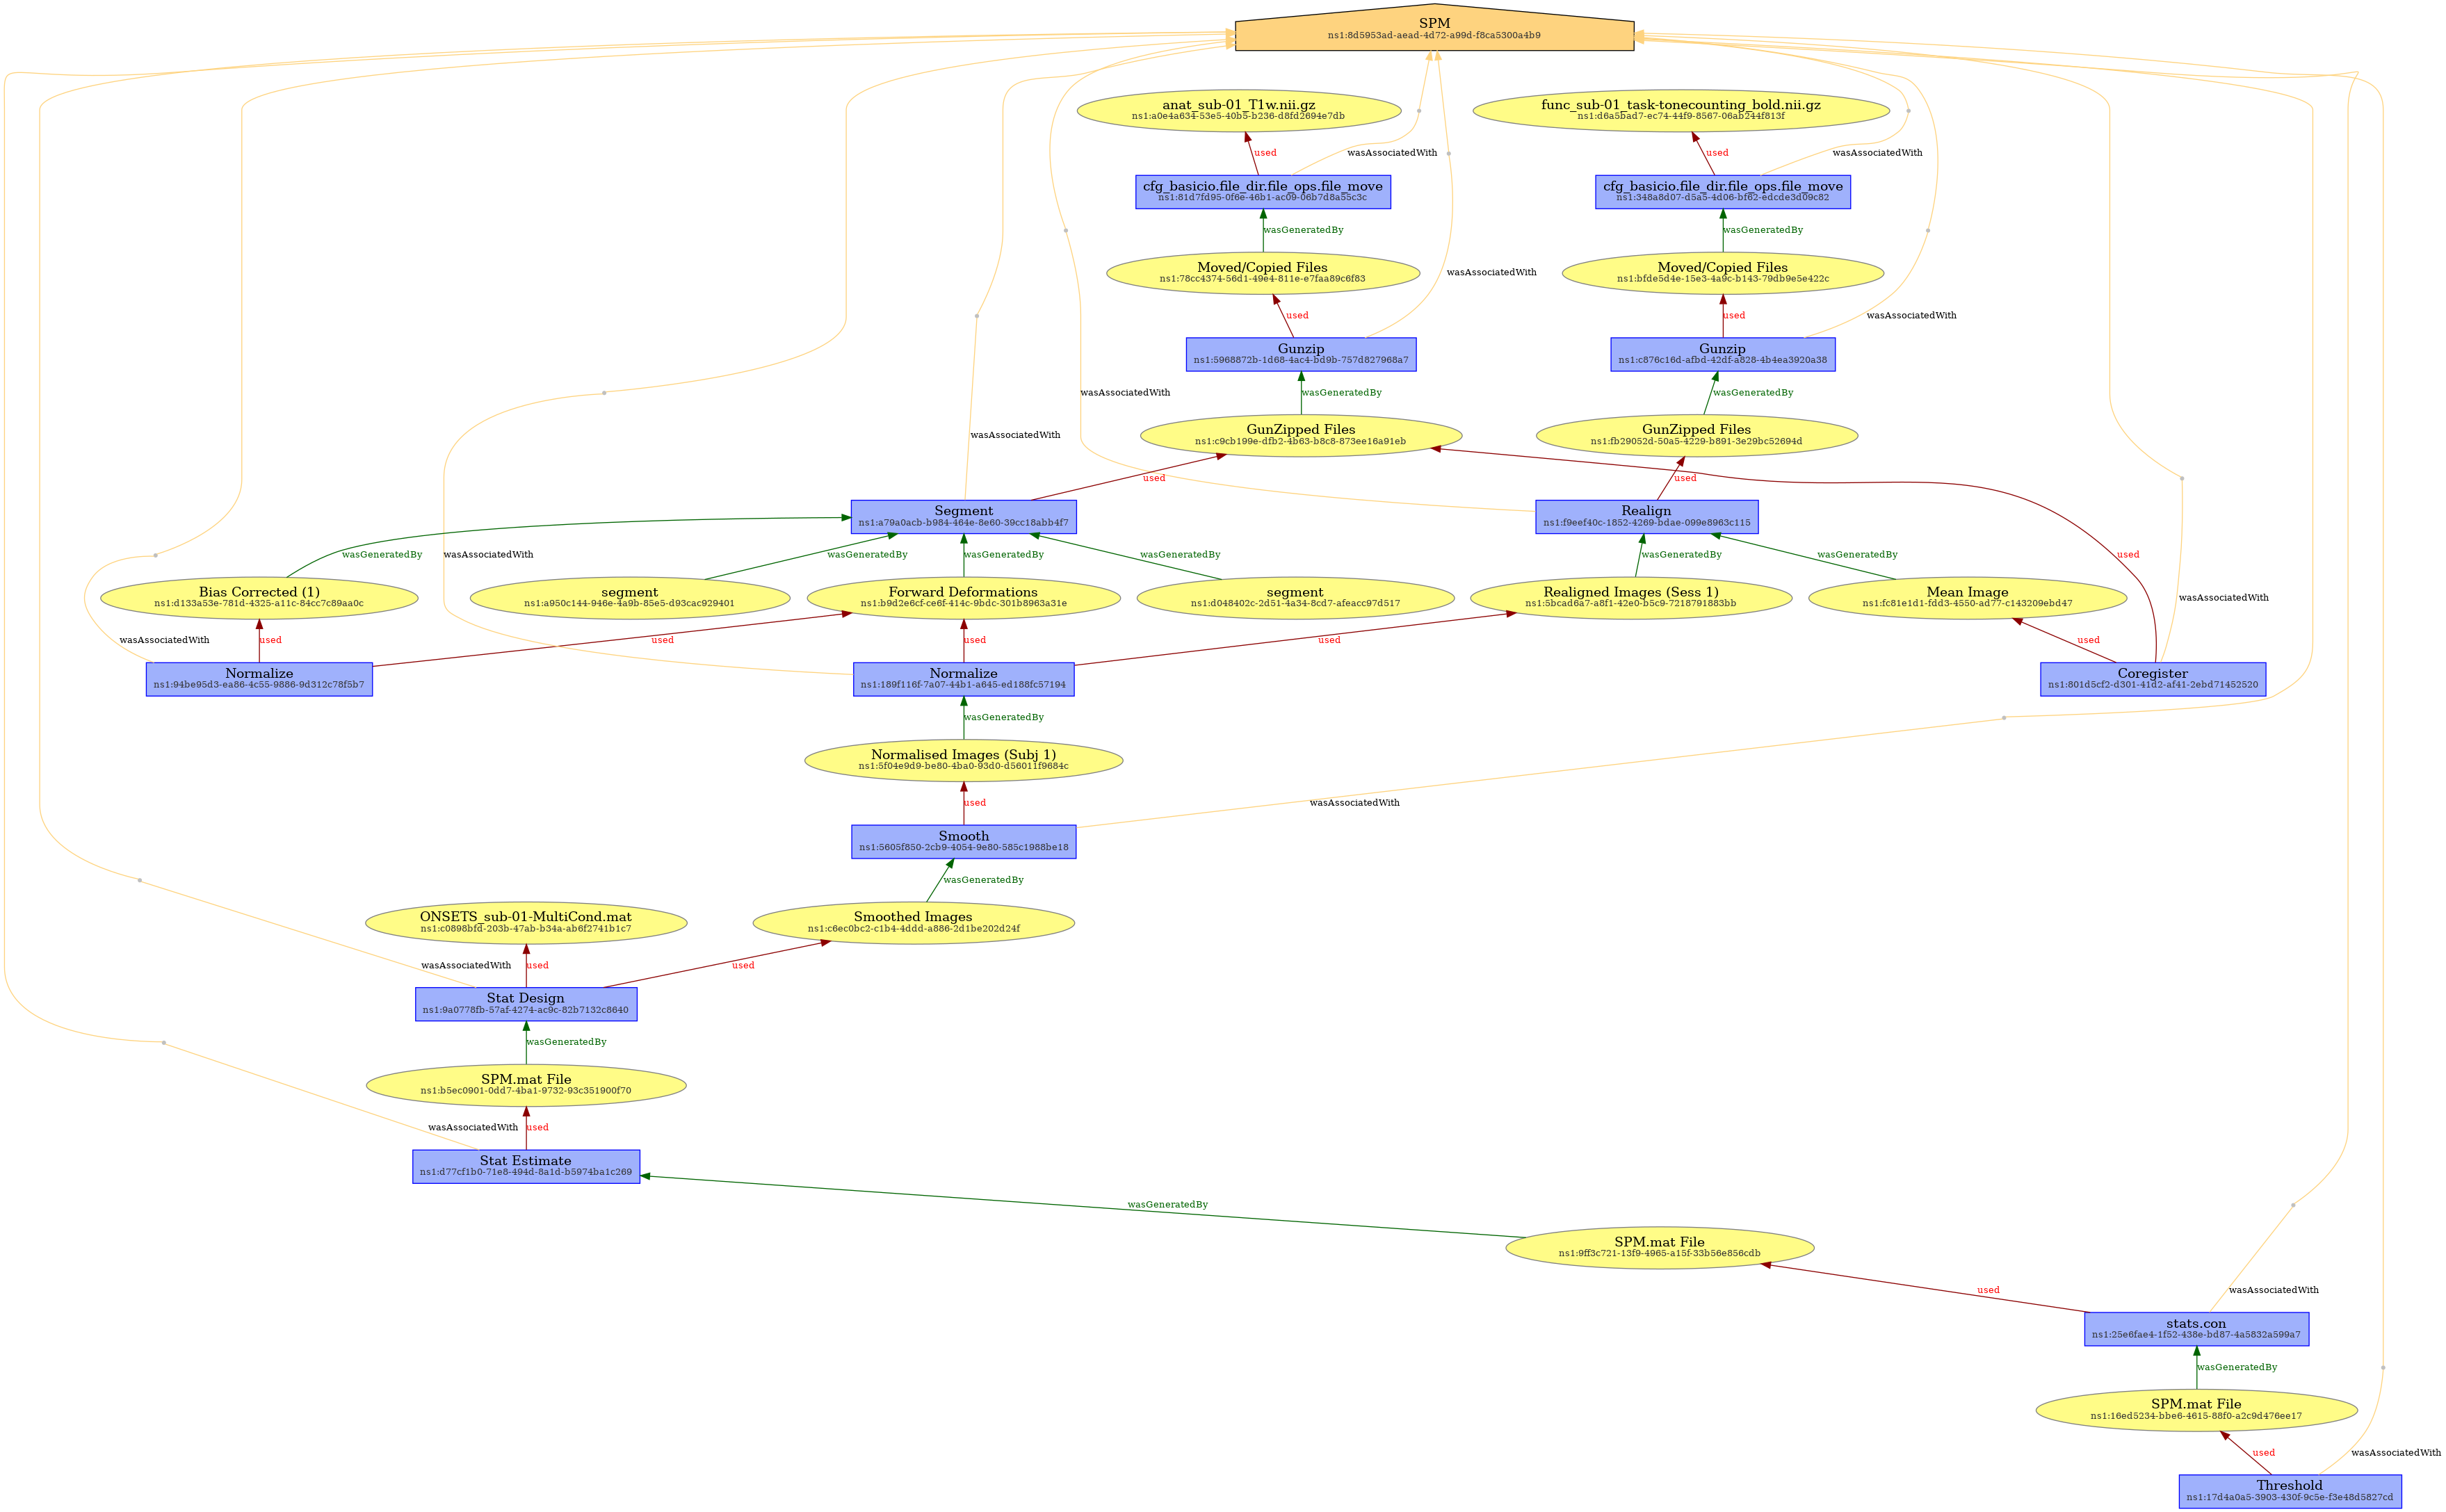 SPM
ns1:8d5953ad-aead-4d72-a99d-f8ca5300a4b9
anat_sub-01_T1w.nii.gz
ns1:a0e4a634-53e5-40b5-b236-d8fd2694e7db
func_sub-01_task-tonecounting_bold.nii.gz
ns1:d6a5bad7-ec74-44f9-8567-06ab244f813f
used
wasAssociatedWith
used
wasAssociatedWith
cfg_basicio.file_dir.file_ops.file_move
ns1:81d7fd95-0f6e-46b1-ac09-06b7d8a55c3c
cfg_basicio.file_dir.file_ops.file_move
ns1:348a8d07-d5a5-4d06-bf62-edcde3d09c82
wasGeneratedBy
wasGeneratedBy
Moved/Copied Files
ns1:78cc4374-56d1-49e4-811e-e7faa89c6f83
wasAssociatedWith
Moved/Copied Files
ns1:bfde5d4e-15e3-4a9c-b143-79db9e5e422c
used
used
wasAssociatedWith
Gunzip
ns1:5968872b-1d68-4ac4-bd9b-757d827968a7
Gunzip
ns1:c876c16d-afbd-42df-a828-4b4ea3920a38
wasAssociatedWith
wasGeneratedBy
wasGeneratedBy
wasAssociatedWith
GunZipped Files
ns1:c9cb199e-dfb2-4b63-b8c8-873ee16a91eb
GunZipped Files
ns1:fb29052d-50a5-4229-b891-3e29bc52694d
used
used
Segment
ns1:a79a0acb-b984-464e-8e60-39cc18abb4f7
Realign
ns1:f9eef40c-1852-4269-bdae-099e8963c115
wasGeneratedBy
wasAssociatedWith
wasGeneratedBy
wasGeneratedBy
wasGeneratedBy
wasGeneratedBy
wasGeneratedBy
used
Bias Corrected (1)
ns1:d133a53e-781d-4325-a11c-84cc7c89aa0c
segment
ns1:a950c144-946e-4a9b-85e5-d93cac929401
Forward Deformations
ns1:b9d2e6cf-ce6f-414c-9bdc-301b8963a31e
segment
ns1:d048402c-2d51-4a34-8cd7-afeacc97d517
Realigned Images (Sess 1)
ns1:5bcad6a7-a8f1-42e0-b5c9-7218791883bb
Mean Image
ns1:fc81e1d1-fdd3-4550-ad77-c143209ebd47
wasAssociatedWith
wasAssociatedWith
used
used
used
used
used
Normalize
ns1:94be95d3-ea86-4c55-9886-9d312c78f5b7
Normalize
ns1:189f116f-7a07-44b1-a645-ed188fc57194
Coregister
ns1:801d5cf2-d301-41d2-af41-2ebd71452520
wasGeneratedBy
Normalised Images (Subj 1)
ns1:5f04e9d9-be80-4ba0-93d0-d56011f9684c
used
wasAssociatedWith
Smooth
ns1:5605f850-2cb9-4054-9e80-585c1988be18
wasGeneratedBy
ONSETS_sub-01-MultiCond.mat
ns1:c0898bfd-203b-47ab-b34a-ab6f2741b1c7
Smoothed Images
ns1:c6ec0bc2-c1b4-4ddd-a886-2d1be202d24f
wasAssociatedWith
used
used
Stat Design
ns1:9a0778fb-57af-4274-ac9c-82b7132c8640
wasGeneratedBy
SPM.mat File
ns1:b5ec0901-0dd7-4ba1-9732-93c351900f70
wasAssociatedWith
used
Stat Estimate
ns1:d77cf1b0-71e8-494d-8a1d-b5974ba1c269
wasGeneratedBy
SPM.mat File
ns1:9ff3c721-13f9-4965-a15f-33b56e856cdb
used
wasAssociatedWith
stats.con
ns1:25e6fae4-1f52-438e-bd87-4a5832a599a7
wasGeneratedBy
SPM.mat File
ns1:16ed5234-bbe6-4615-88f0-a2c9d476ee17
used
wasAssociatedWith
Threshold
ns1:17d4a0a5-3903-430f-9c5e-f3e48d5827cd